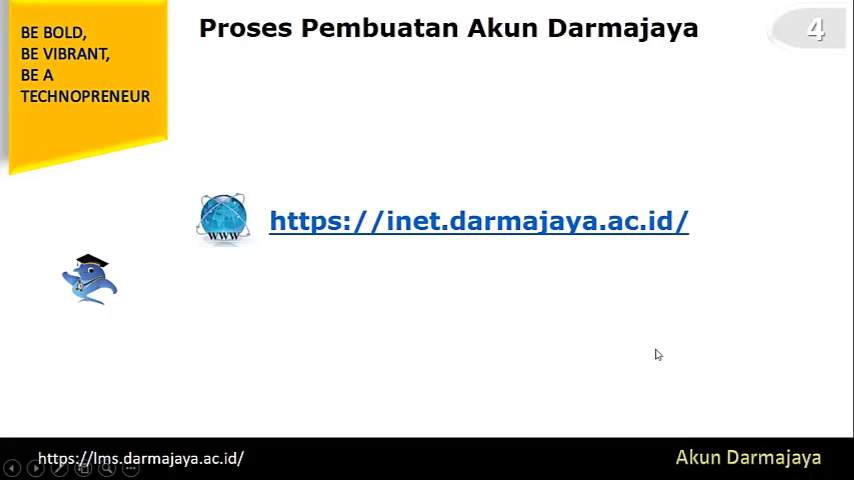 BE BOLD,
BE VIBRANT,
BE A
TECHNOPRENEUR
Proses Pembuatan Akun Darmajaya
4
WWW
https://inet.darmajaya.ac.id/
https://lms.darmajaya.ac.id/
Akun Darmajaya